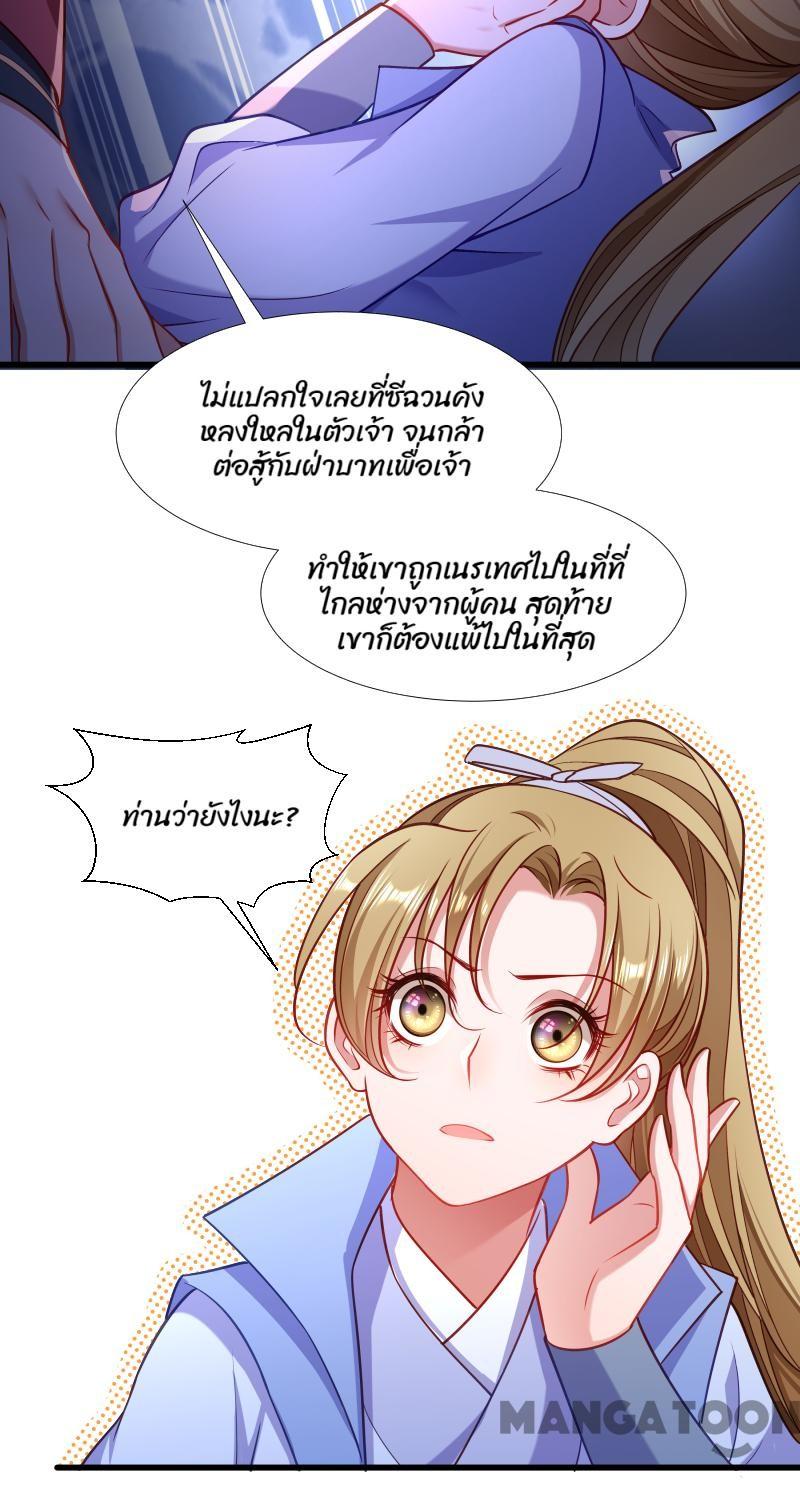 ไม่แปลกใจเลยที่ซีฉวนคัง
หลงใหลในตัวเจ้า จนกล้า
ต่อสู้กับฝ่าบาทเพื่อเจ้า
ทำให้เขาถูกเนรเทศไปในที่ที่
ไกลห่างจากผู้คน สุดท้าย
เขาก็ต้องแพ้ไปในที่สุด
ท่านว่ายังไงนะ?
MANGATOON